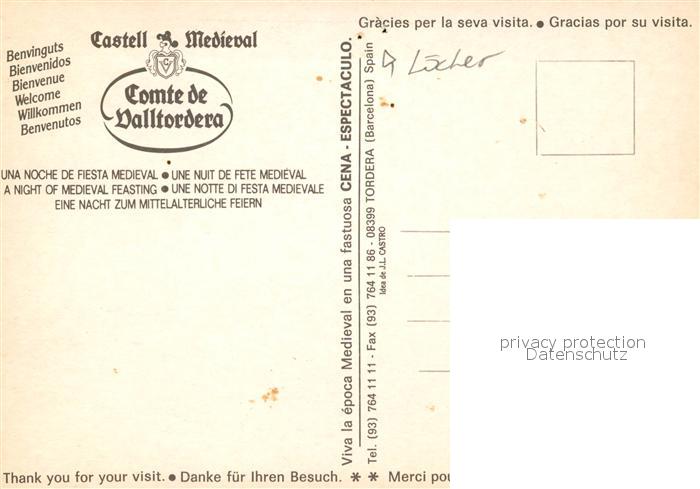 Gràcies per la seva visita. ● Gracias por su visita.
Benvinguts
Bienvenidos
Bienvenue
Welcome
Willkommen
Benvenutos
Castell Medieval
Comte de
Valltordera
UNA NOCHE DE FIESTA MEDIEVAL ● UNE NUIT DE FETE MEDIÉVAL
A NIGHT OF MEDIEVAL FEASTING ● UNE NOTTE DI FESTA MEDIEVALE
EINE NACHT ZUM MITTELALTERLICHE FEIERN
Viva la época Medieval en una fastuosa CENA - ESPECTACULO.
Tel. (93) 764 11 11 - Fax (93) 764 11 86 - 08399 TORDERA (Barcelona) Spain
Idea de J.L. CASTRO
4 Löcher
privacy protection
Datenschutz
Thank you for your visit. ● Danke für Ihren Besuch. * * Merci pou